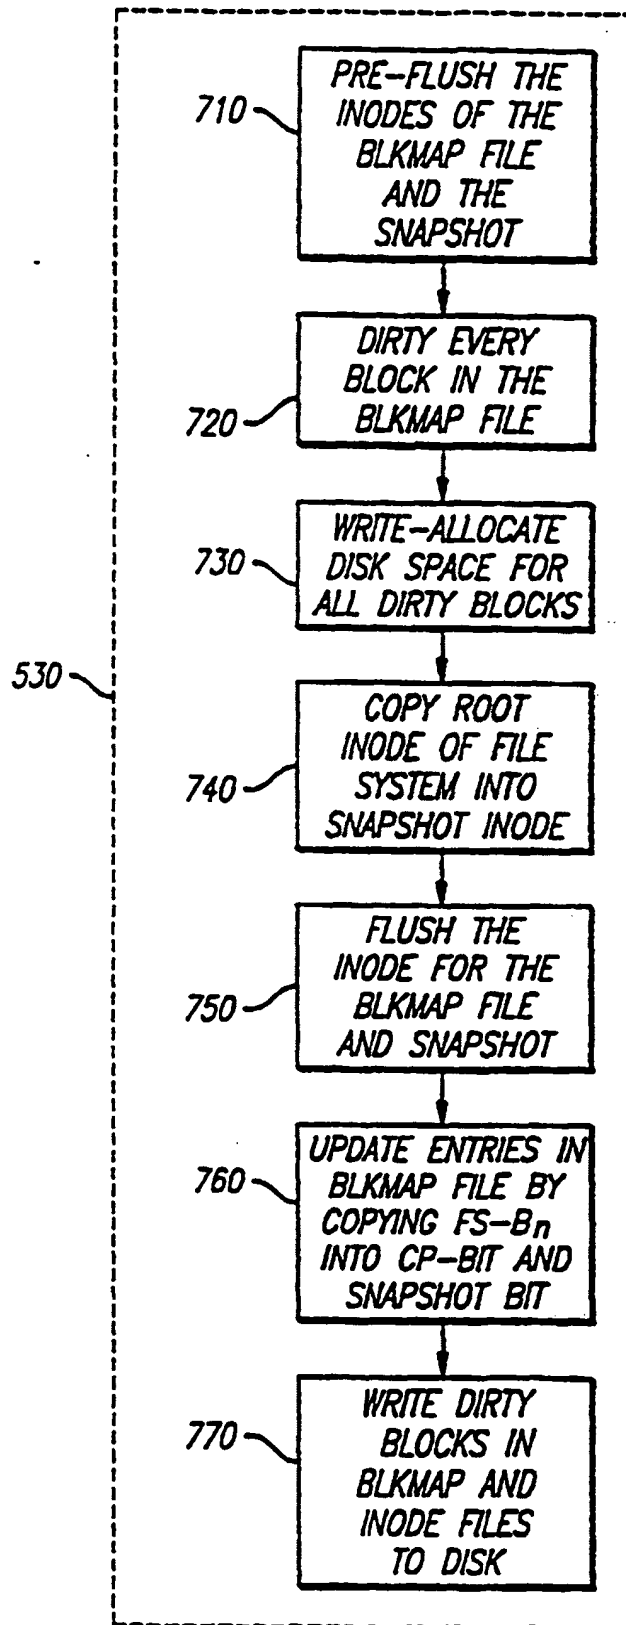 710
PRE-FLUSH THE
INODES OF THE
BLKMAP FILE
AND THE
SNAPSHOT
720
DIRTY EVERY
BLOCK IN THE
BLKMAP FILE
730
WRITE-ALLOCATE
DISK SPACE FOR
ALL DIRTY BLOCKS
530
740
COPY ROOT
INODE OF FILE
SYSTEM INTO
SNAPSHOT INODE
750
FLUSH THE
INODE FOR THE
BLKMAP FILE
AND SNAPSHOT
760
UPDATE ENTRIES IN
BLKMAP FILE BY
COPYING FS-Bn
INTO CP-BIT AND
SNAPSHOT BIT
770
WRITE DIRTY
BLOCKS IN
BLKMAP AND
INODE FILES
TO DISK